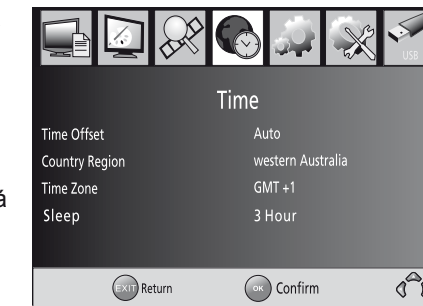 USB
Time
Time Offset Auto
Country Region western Australia
Time Zone GMT +1
á
Sleep 3 Hour
EXIT Return OK Confirm